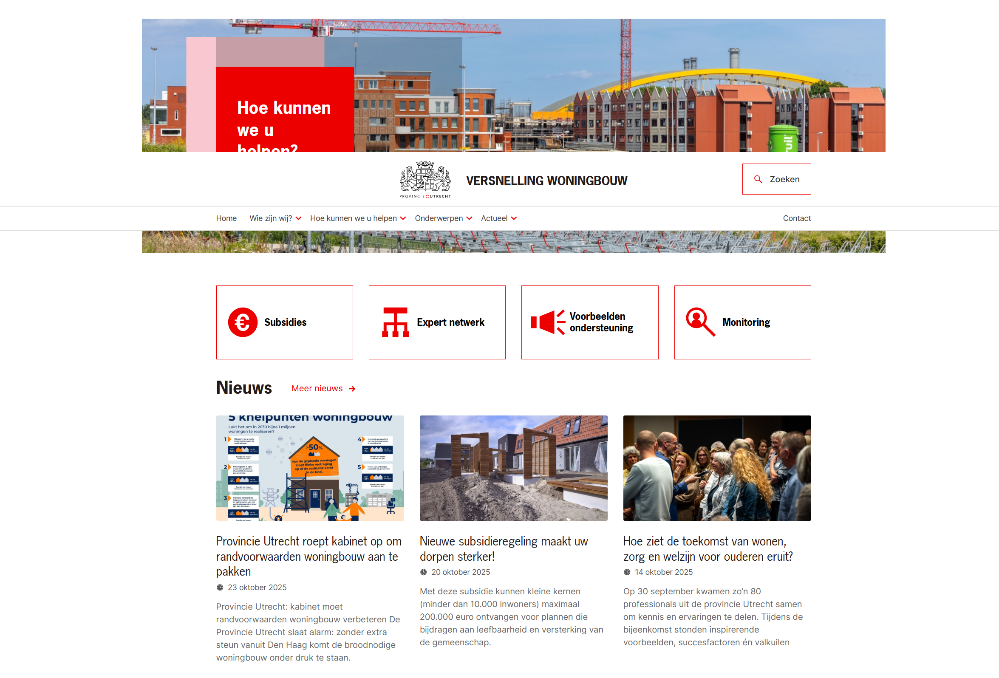 Hoe kunnen
we u
helpen?
PROVINCIE UTRECHT
VERSNELLING WONINGBOUW
Zoeken
Home
Wie zijn wij?
Hoe kunnen we u helpen
Onderwerpen
Actueel
Contact
Subsidies
Expert netwerk
Voorbeelden
ondersteuning
Monitoring
Nieuws
Meer nieuws
5 knelpunten woningbouw
Lukt het om in 2030 bijna 1 miljoen
woningen te realiseren?
1
2
3
4
5
>50%
van de geplande woningen
loopt flinke vertraging
op of de realisatie komt
in de knel.
Gemeentehuis
Provincie Utrecht roept kabinet op om
randvoorwaarden woningbouw aan te
pakken
23 oktober 2025
Provincie Utrecht: kabinet moet
randvoorwaarden woningbouw verbeteren De
Provincie Utrecht slaat alarm: zonder extra
steun vanuit Den Haag komt de broodnodige
woningbouw onder druk te staan.
Nieuwe subsidieregeling maakt uw
dorpen sterker!
20 oktober 2025
Met deze subsidie kunnen kleine kernen
(minder dan 10.000 inwoners) maximaal
200.000 euro ontvangen voor plannen die
bijdragen aan leefbaarheid en versterking van
de gemeenschap.
Hoe ziet de toekomst van wonen,
zorg en welzijn voor ouderen eruit?
14 oktober 2025
Op 30 september kwamen zo’n 80
professionals uit de provincie Utrecht samen
om kennis en ervaringen te delen. Tijdens de
bijeenkomst stonden inspirerende
voorbeelden, succesfactoren én valkuilen